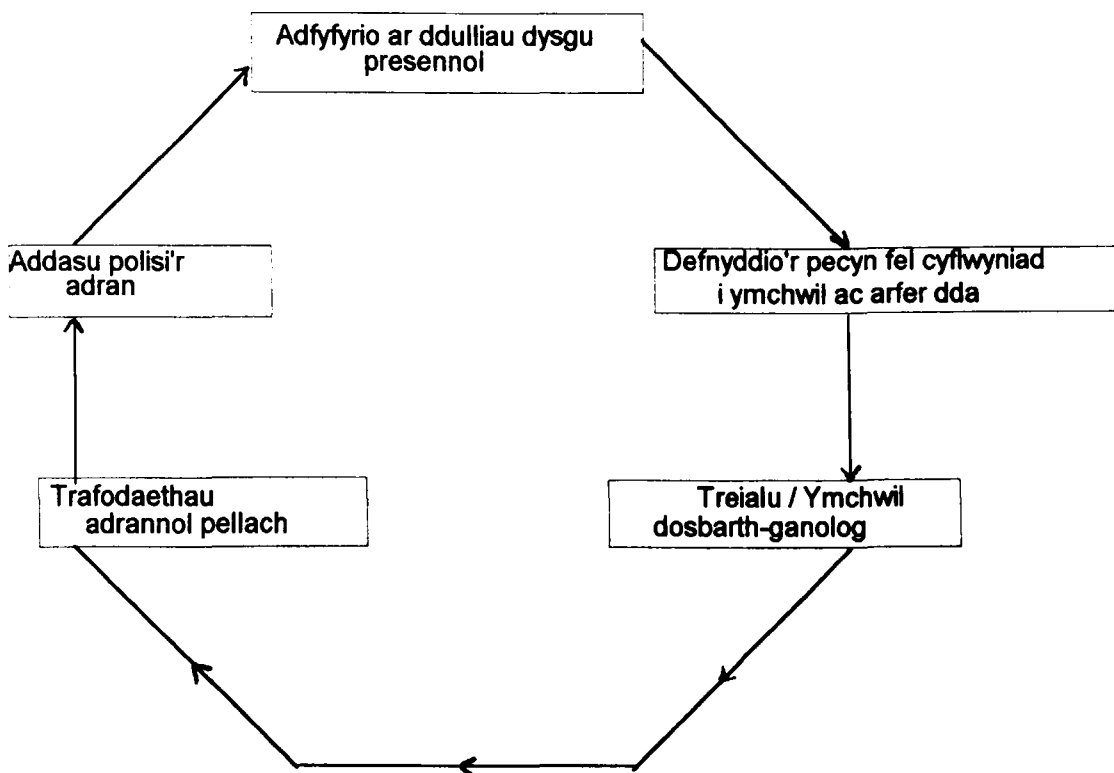 Adfyfyrio ar ddulliau dysgu
presennol
Defnyddio'r pecyn fel cyflwyniad
i ymchwil ac arfer dda
Treialu / Ymchwil
dosbarth-ganolog
Trafodaethau
adrannol pellach
Addasu polisi'r
adran